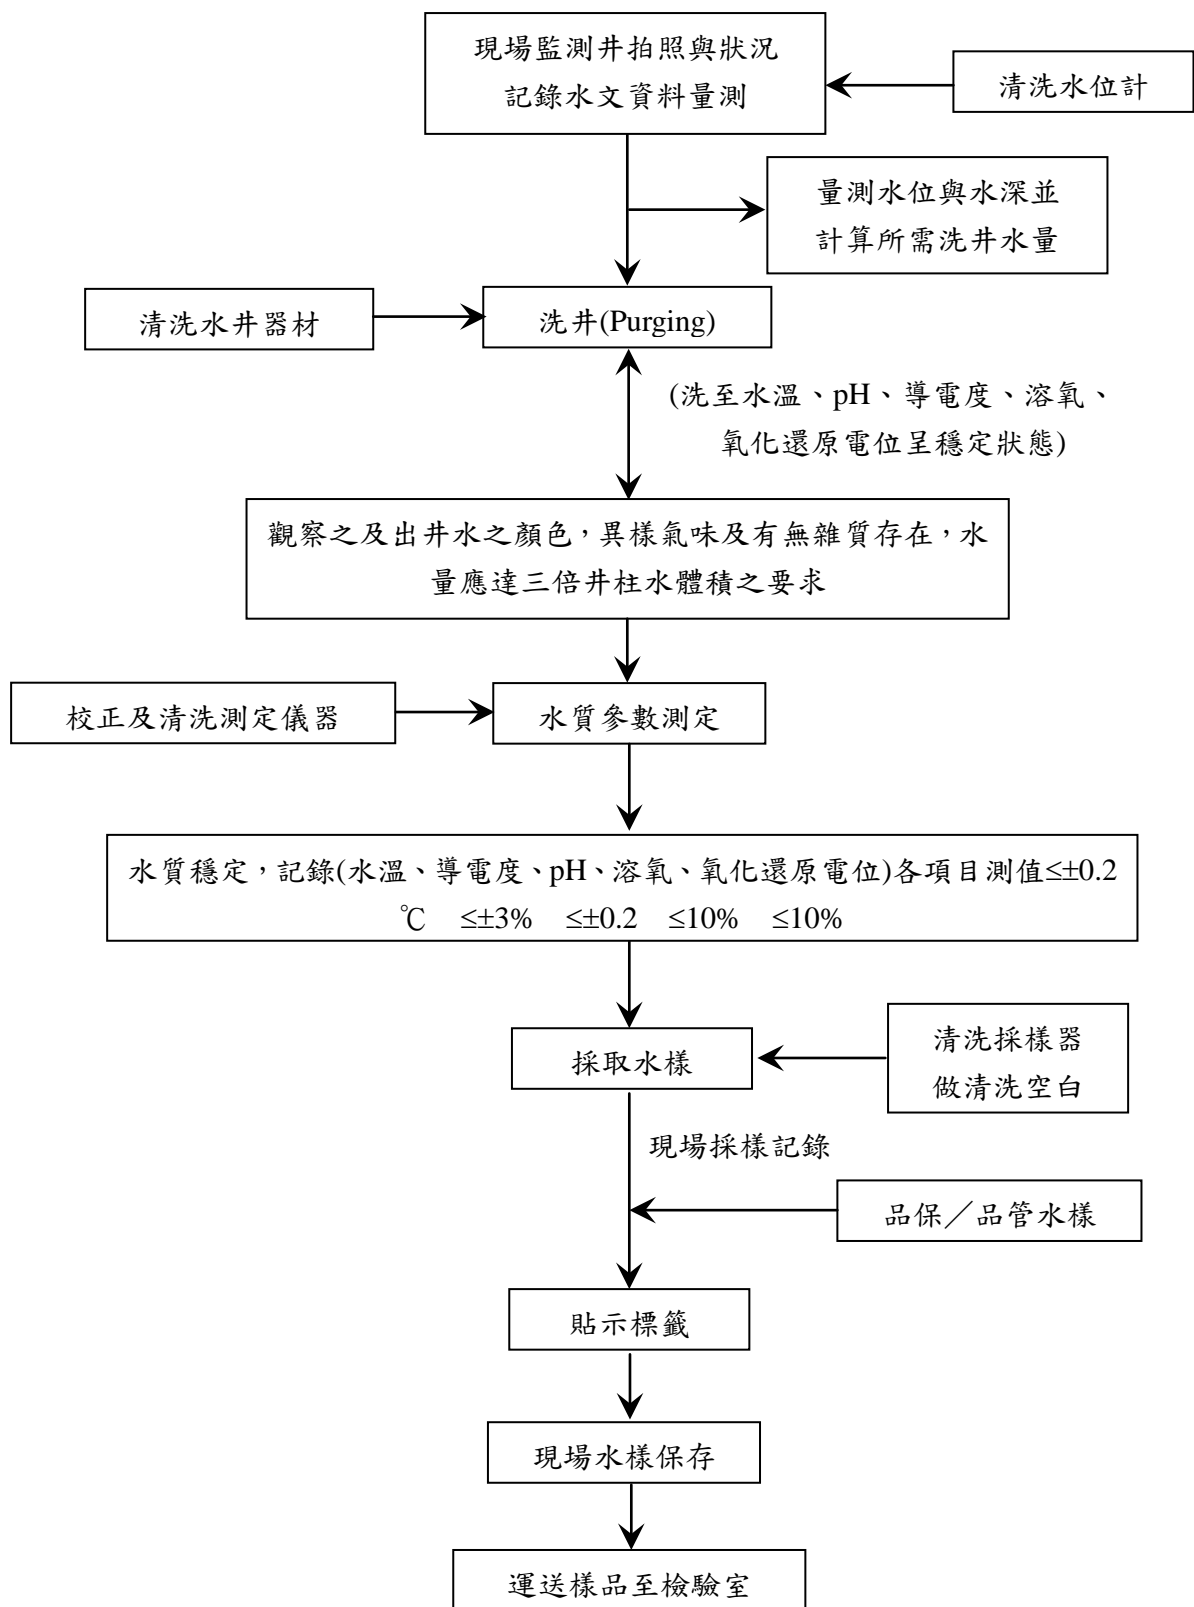 現場監測井拍照與狀況
記錄水文資料量測
清洗水位計
量測水位與水深並
計算所需洗井水量
清洗水井器材
洗井(Purging)
(洗至水溫、pH、導電度、溶氧、
氧化還原電位呈穩定狀態)
觀察之及出井水之顏色，異樣氣味及有無雜质存在，水
量應達三倍井柱水體積之要求
校正及清洗測定儀器
水質參數測定
水質穩定，記錄(水溫、導電度、pH、溶氧、氧化還原電位)各項目測值≤±0.2
℃ ≤±3% ≤±0.2 ≤10% ≤10%
採取水樣
清洗採樣器
做清洗空白
現場採樣記錄
品保／品管水樣
貼示標籤
現場水樣保存
運送樣品至檢驗室